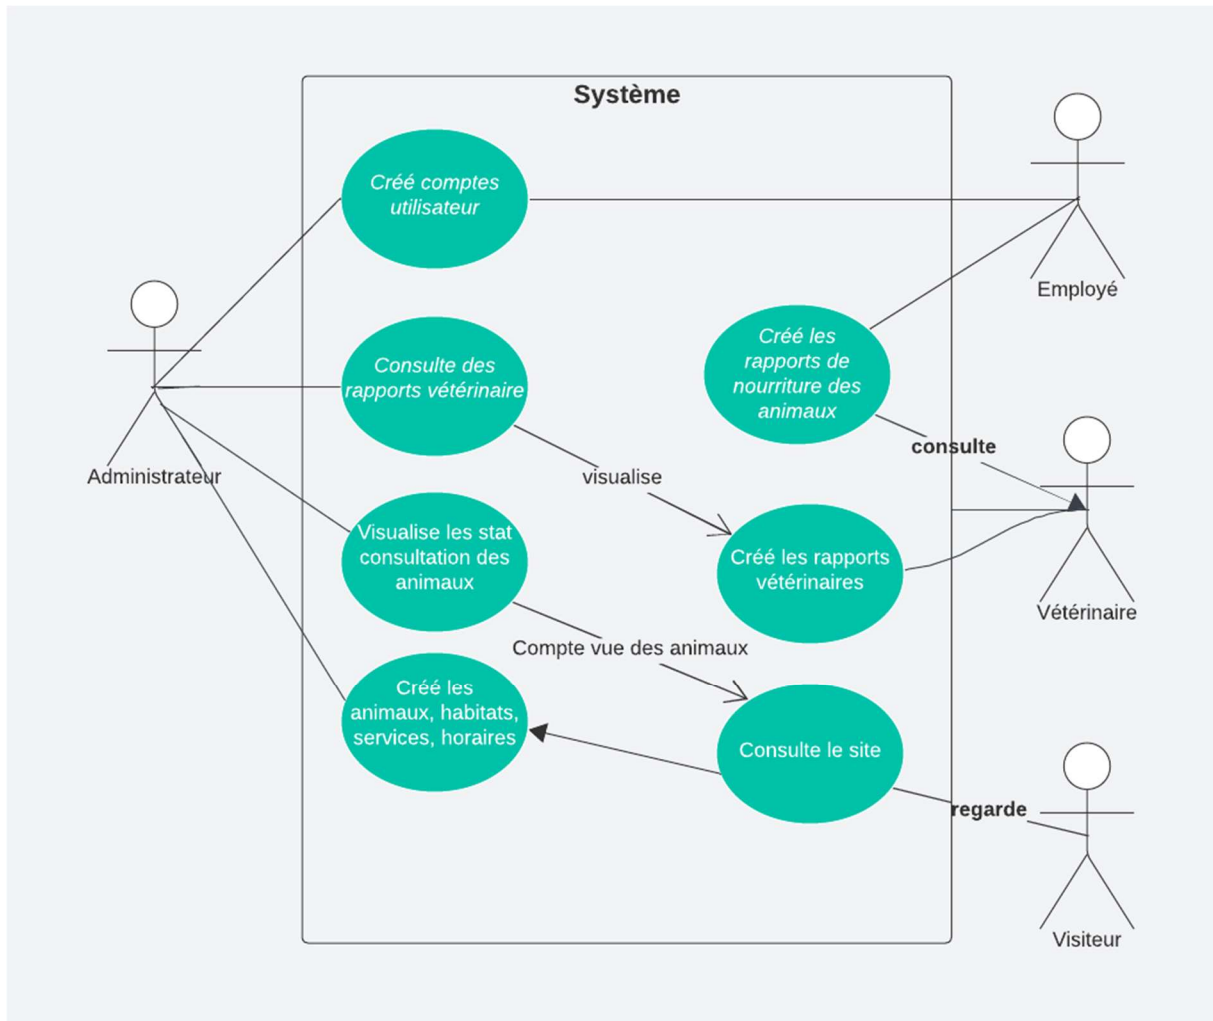 Système
Créé comptes
utilisateur
Employé
Créé les
rapports de
nourriture des
animaux
Consulte des
rapports vétérinaire
consulte
Administrateur
visualise
Visualise les stat
consultation des
animaux
Créé les rapports
vétérinaires
Vétérinaire
Compte vue des animaux
Créé les
animaux, habitats,
services, horaires
Consulte le site
regarde
Visiteur